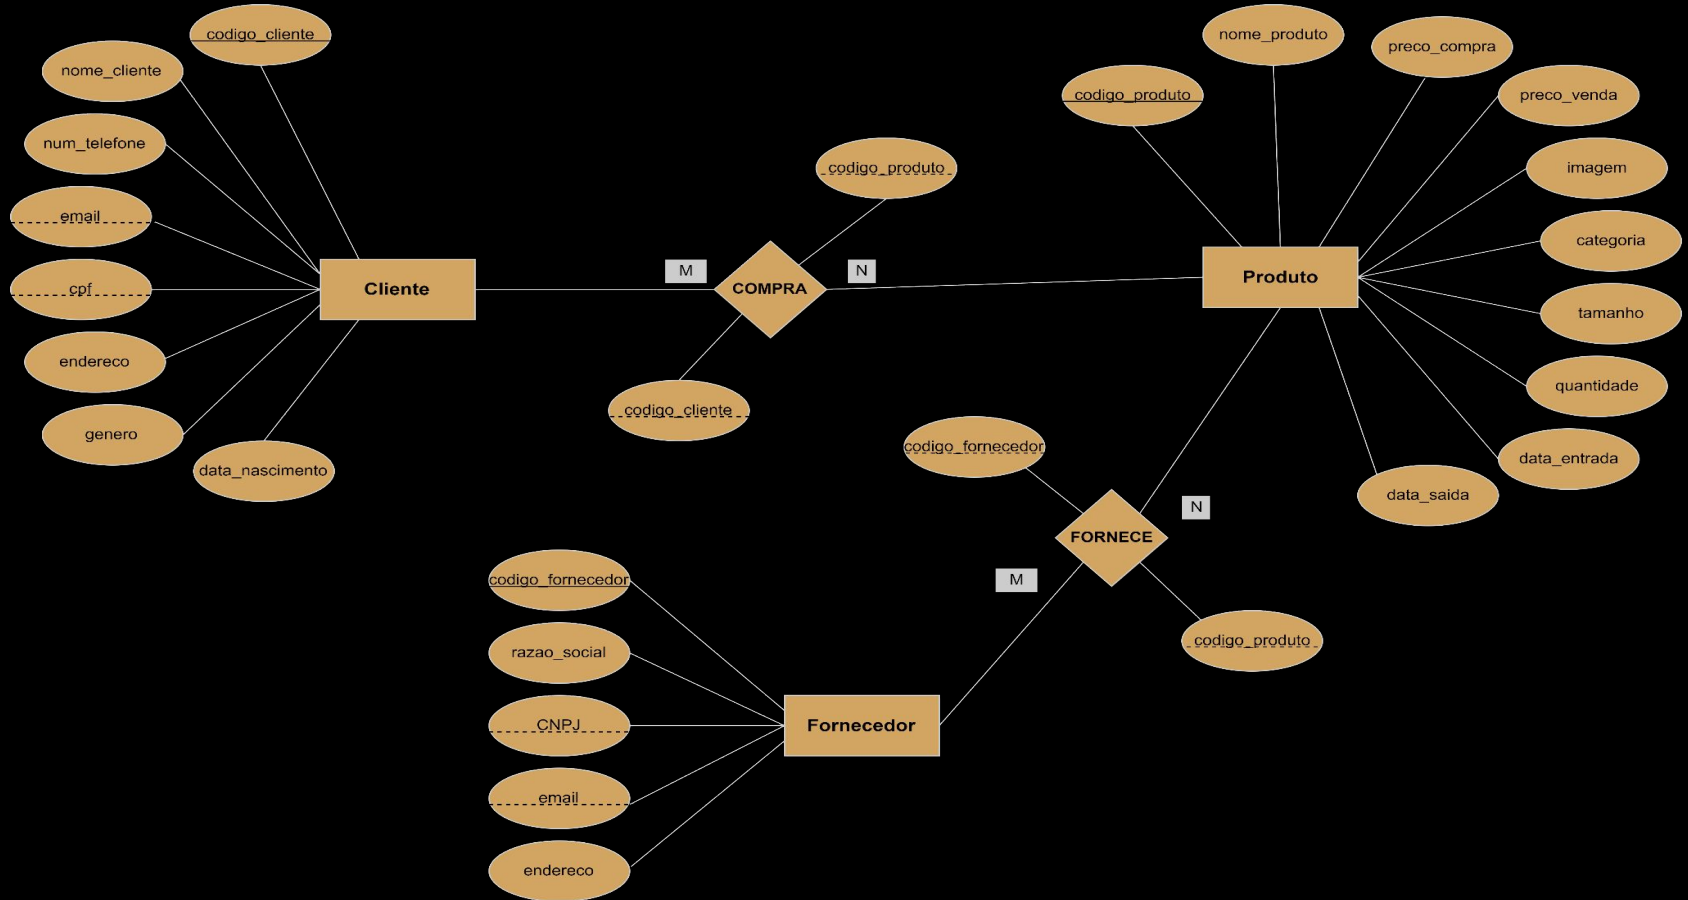 codigo_cliente
nome_cliente
num_telefone
email
cpf
endereco
genero
data_nascimento
Cliente
M
COMPRA
N
codigo_produto
codigo_cliente
nome_produto
preco_compra
codigo_produto
preco_venda
imagem
categoria
tamanho
quantidade
data_entrada
data_saida
Produto
codigo_fornecedor
N
FORNECE
M
codigo_produto
codigo_fornecedor
razao_social
CNPJ
email
endereco
Fornecedor